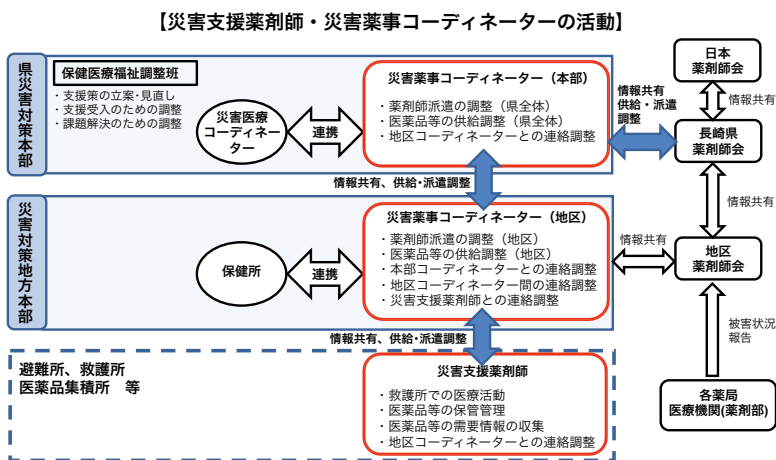 【災害支援薬剤師・災害薬事コーディネーターの活動】
県災害対策本部
保健医療福祉調整班
・支援策の立案・見直し
・支援受入のための調整
・課題解決のための調整
災害医療
コーディネー
ター
連携
災害薬事コーディネーター（本部）
・薬剤師派遣の調整（県全体）
・医薬品等の供給調整（県全体）
・地区コーディネーターとの連絡調整
情報共有
供給・派遣
調整
日本
薬剤師会
情報共有
長崎県
薬剤師会
情報共有、供給・派遣調整
情報共有
災害対策地方本部
保健所
連携
災害薬事コーディネーター（地区）
・薬剤師派遣の調整（地区）
・医薬品等の供給調整（地区）
・本部コーディネーターとの連絡調整
・地区コーディネーター間の連絡調整
・災害支援薬剤師との連絡調整
情報共有
地区
薬剤師会
情報共有、供給・派遣調整
被害状況
報告
避難所、救護所
医薬品集積所　等
災害支援薬剤師
・救護所での医療活動
・医薬品等の保管管理
・医薬品等の需要情報の収集
・地区コーディネーターとの連絡調整
各薬局
医療機関(薬剤部)